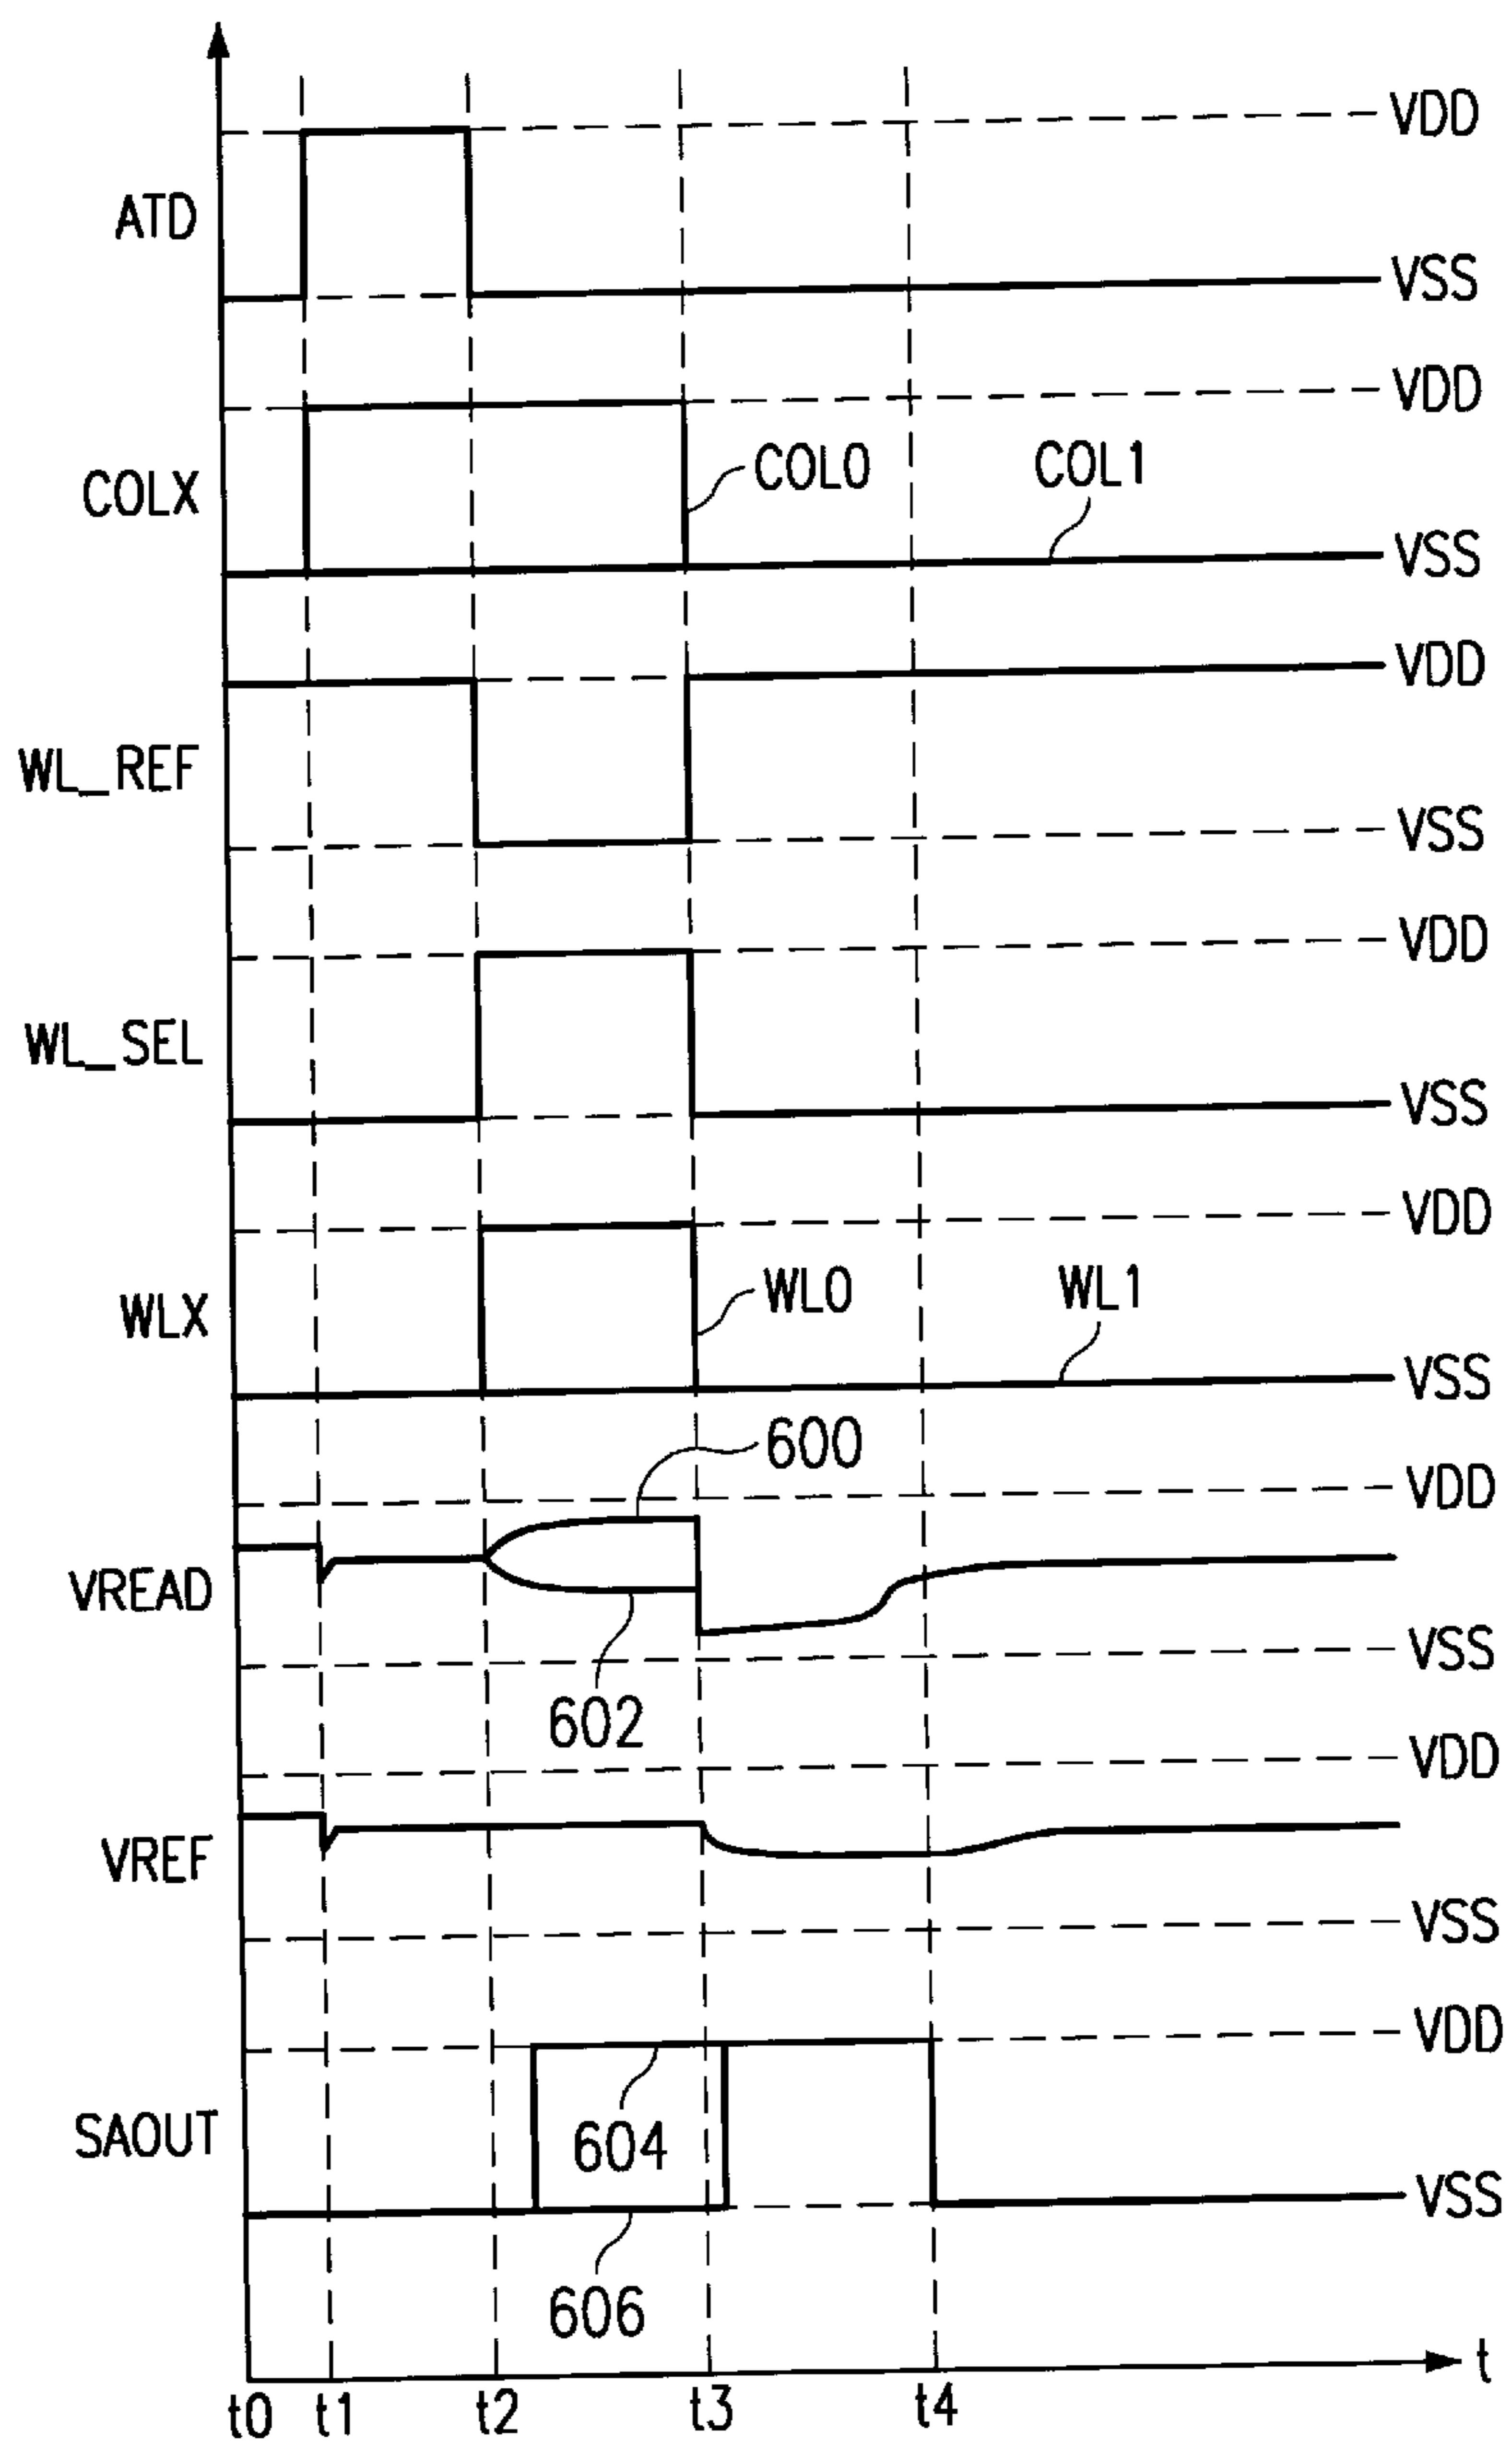 VDD
ATD
VSS
VDD
COL0
COL1
COLX
VSS
VDD
WL_REF
VSS
VDD
WL_SEL
VSS
VDD
WL0
WL1
WLX
VSS
600
VDD
VREAD
VSS
602
VDD
VREF
VSS
VDD
604
SAOUT
VSS
606
t
t0 t1 t2 t3 t4